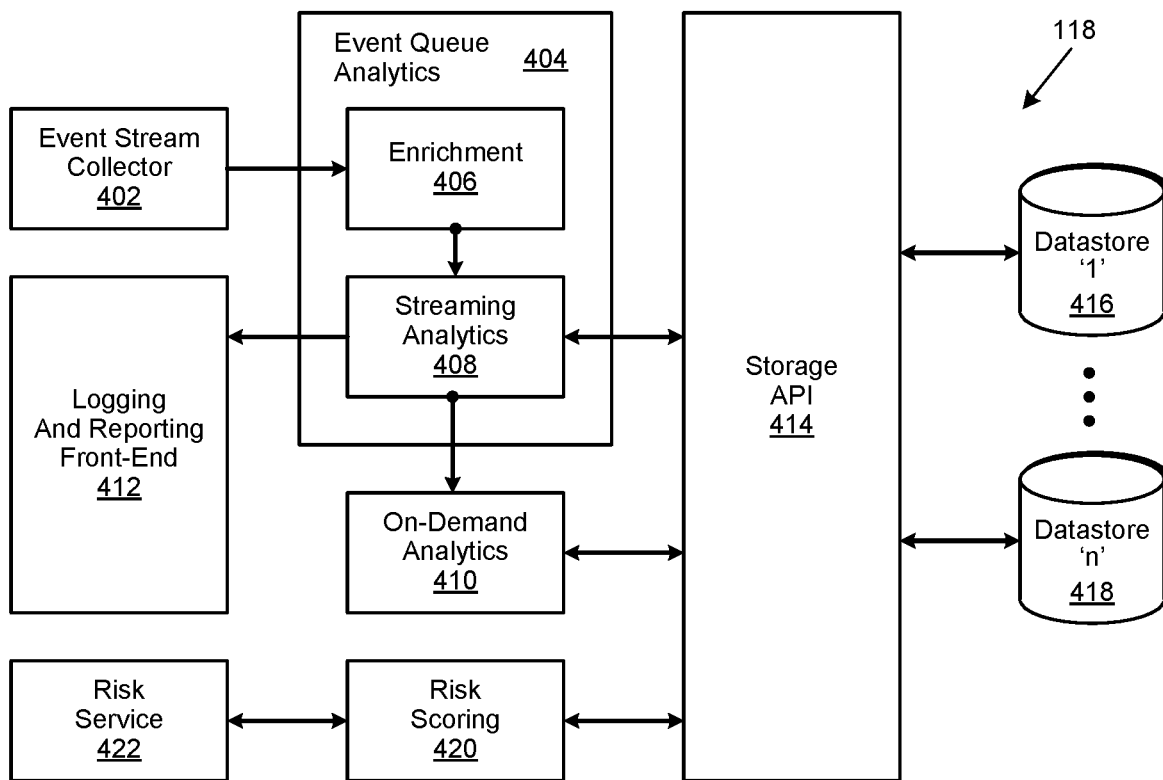 Event Queue
Analytics
404
118
Event Stream
Collector
402
Enrichment
406
Streaming
Analytics
408
Logging
And Reporting
Front-End
412
On-Demand
Analytics
410
Storage
API
414
Datastore
‘1’
416
Datastore
‘n’
418
Risk
Service
422
Risk
Scoring
420